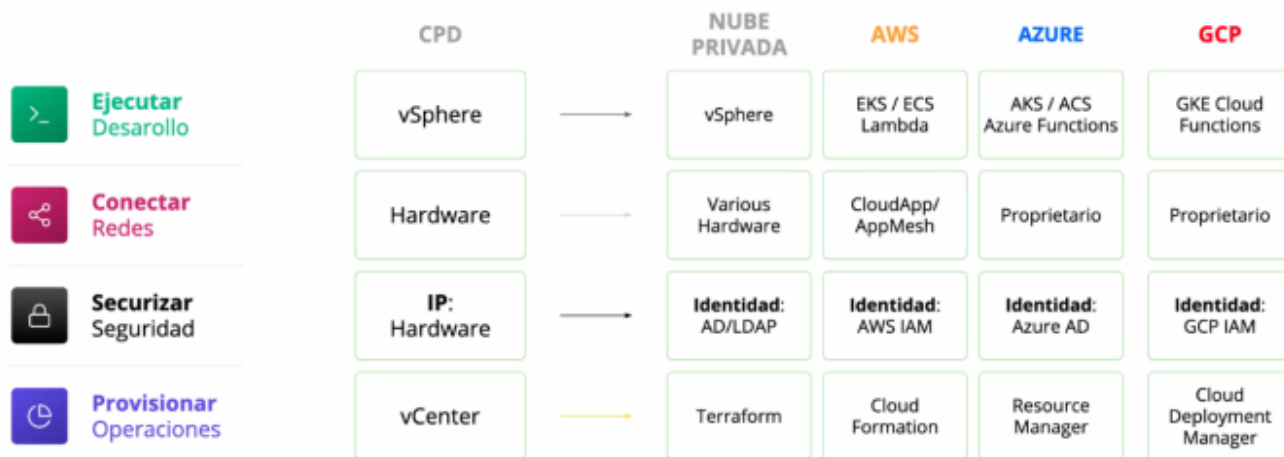 CPD
NUBE
PRIVADA
AWS
AZURE
GCP
Ejecutar
Desarollo
vSphere
vSphere
EKS / ECS
Lambda
AKS / ACS
Azure Functions
GKE Cloud
Functions
Conectar
Redes
Hardware
Various
Hardware
CloudApp/
AppMesh
Proprietario
Proprietario
Securizar
Seguridad
IP:
Hardware
Identidad:
AD/LDAP
Identidad:
AWS IAM
Identidad:
Azure AD
Identidad:
GCP IAM
Provisionar
Operaciones
vCenter
Terraform
Cloud
Formation
Resource
Manager
Cloud
Deployment
Manager